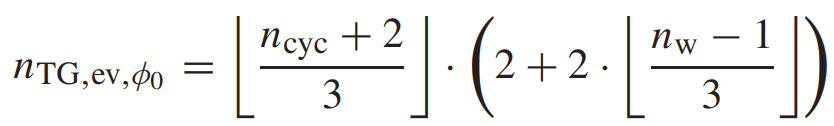 n_{TG,ev,ϕ_0} = ⌊(n_{cyc} + 2)/3⌋ · (2 + 2 · ⌊(n_w − 1)/3⌋)